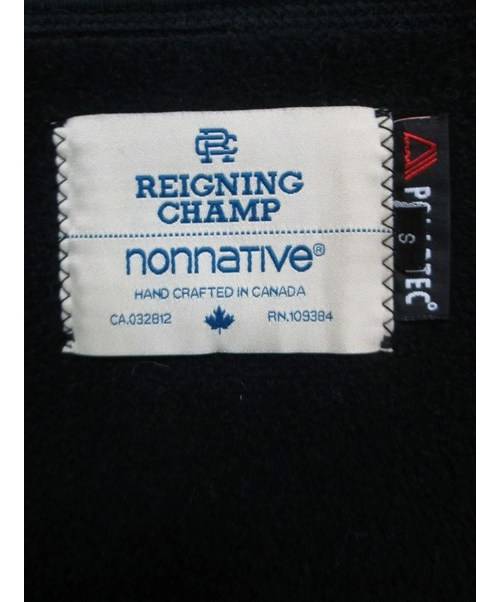 RC
REIGNING
CHAMP
nonnative®
HAND CRAFTED IN CANADA
CA.032812 RN.109384
S